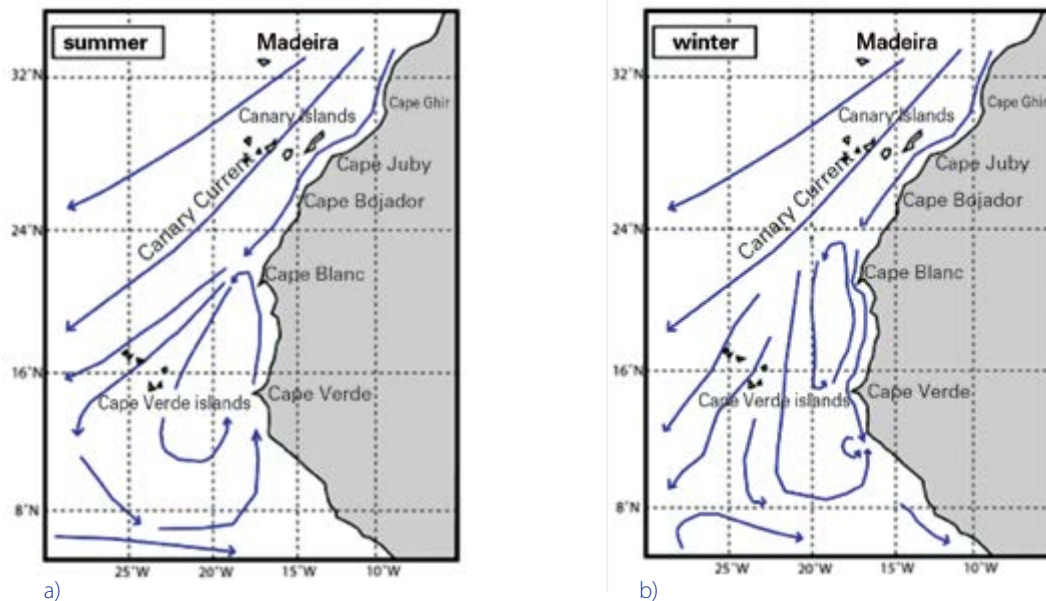 summer
Madeira
32°N
Cape Ghir
Canary Islands
Cape Juby
Canary Current
Cape Bojador
24°N
Cape Blanc
16°N
Cape Verde islands
Cape Verde
8°N
25°W 20°W 15°W 10°W
a)
winter
Madeira
32°N
Cape Ghir
Canary Islands
Cape Juby
Canary Current
Cape Bojador
24°N
Cape Blanc
16°N
Cape Verde islands
Cape Verde
8°N
25°W 20°W 15°W 10°W
b)